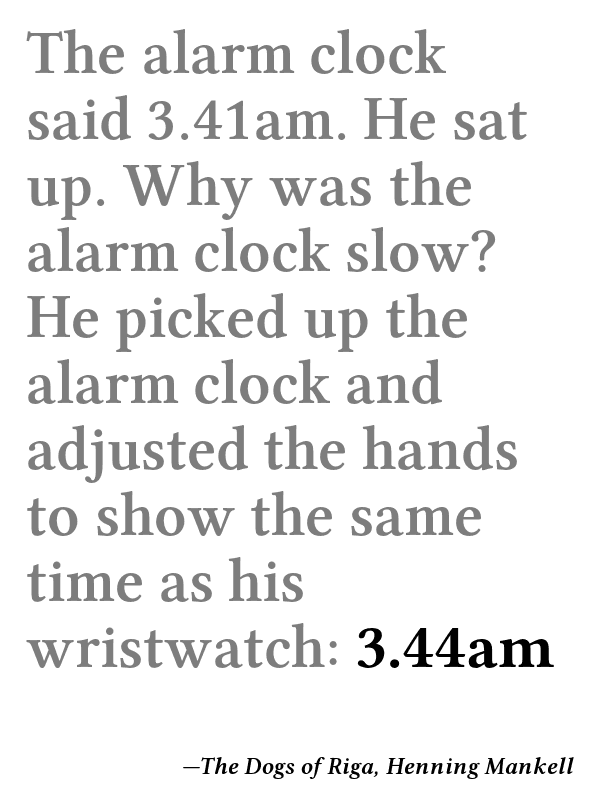 The alarm clock
said 3.41am. He sat
up. Why was the
alarm clock slow?
He picked up the
alarm clock and
adjusted the hands
to show the same
time as his
wristwatch: 3.44am
—The Dogs of Riga, Henning Mankell